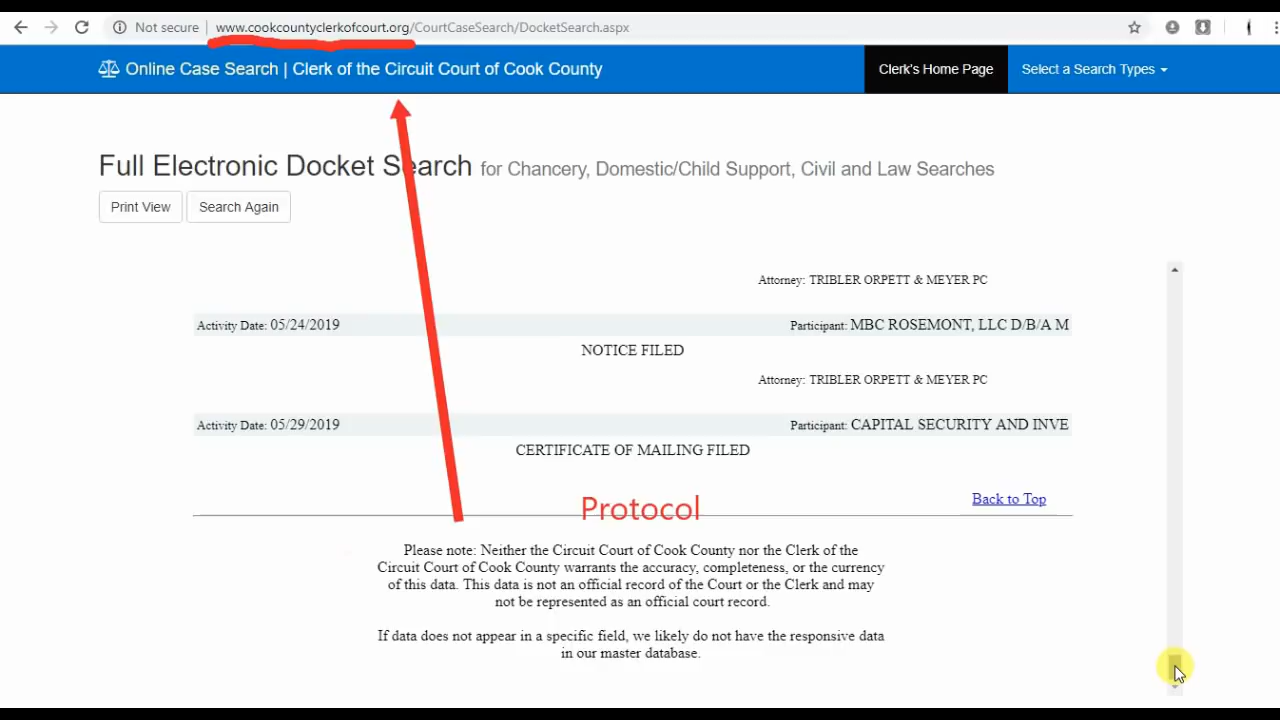 Not secure | www.cookcountyclerkofcourt.org/CourtCaseSearch/DocketSearch.aspx
Online Case Search | Clerk of the Circuit Court of Cook County
Clerk's Home Page
Select a Search Types
Full Electronic Docket Search for Chancery, Domestic/Child Support, Civil and Law Searches
Print View
Search Again
Attorney: TRIBLER ORPETT & MEYER PC
Activity Date: 05/24/2019
Participant: MBC ROSEMONT, LLC D/B/A M
NOTICE FILED
Attorney: TRIBLER ORPETT & MEYER PC
Activity Date: 05/29/2019
Participant: CAPITAL SECURITY AND INVE
CERTIFICATE OF MAILING FILED
Back to Top
Protocol
Please note: Neither the Circuit Court of Cook County nor the Clerk of the
Circuit Court of Cook County warrants the accuracy, completeness, or the currency
of this data. This data is not an official record of the Court or the Clerk and may
not be represented as an official court record.
If data does not appear in a specific field, we likely do not have the responsive data
in our master database.